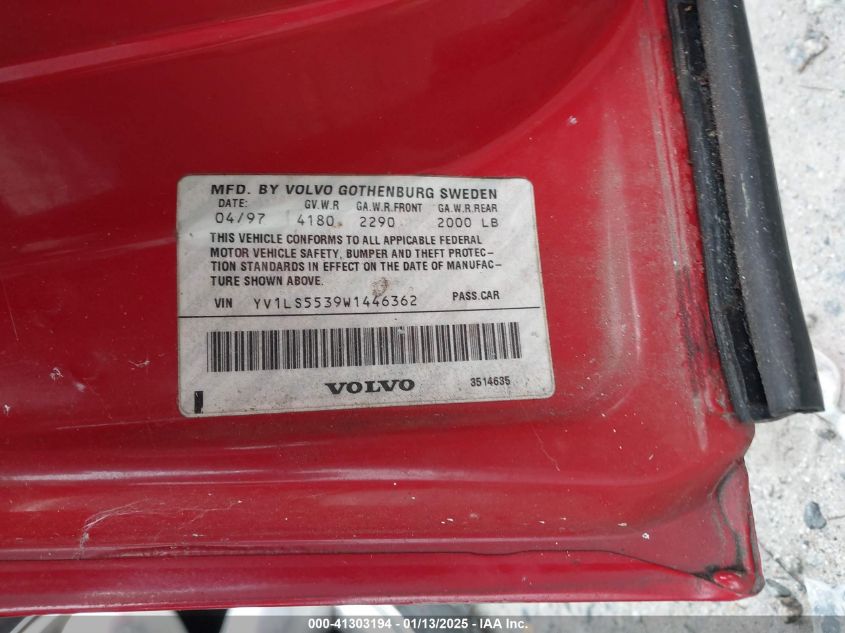 MFD. BY VOLVO GOTHENBURG SWEDEN
DATE: GV.W.R GA.W.R.FRONT GA.W.R.REAR
04/97 4180 2290 2000 LB
THIS VEHICLE CONFORMS TO ALL APPICABLE FEDERAL
MOTOR VEHICLE SAFETY, BUMPER AND THEFT PROTEC-
TION STANDARDS IN EFFECT ON THE DATE OF MANUFAC-
TURE SHOWN ABOVE.
VIN YV1LS5539W1446362 PASS.CAR
VOLVO 3514635
000-41303194 - 01/13/2025 - IAA Inc.